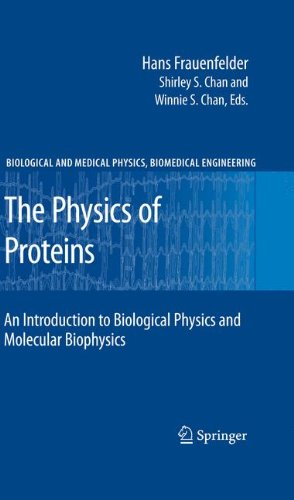 Hans Frauenfelder
Shirley S. Chan and
Winnie S. Chan, Eds.
BIOLOGICAL AND MEDICAL PHYSICS, BIOMEDICAL ENGINEERING
The Physics of
Proteins
An Introduction to Biological Physics and
Molecular Biophysics
Springer